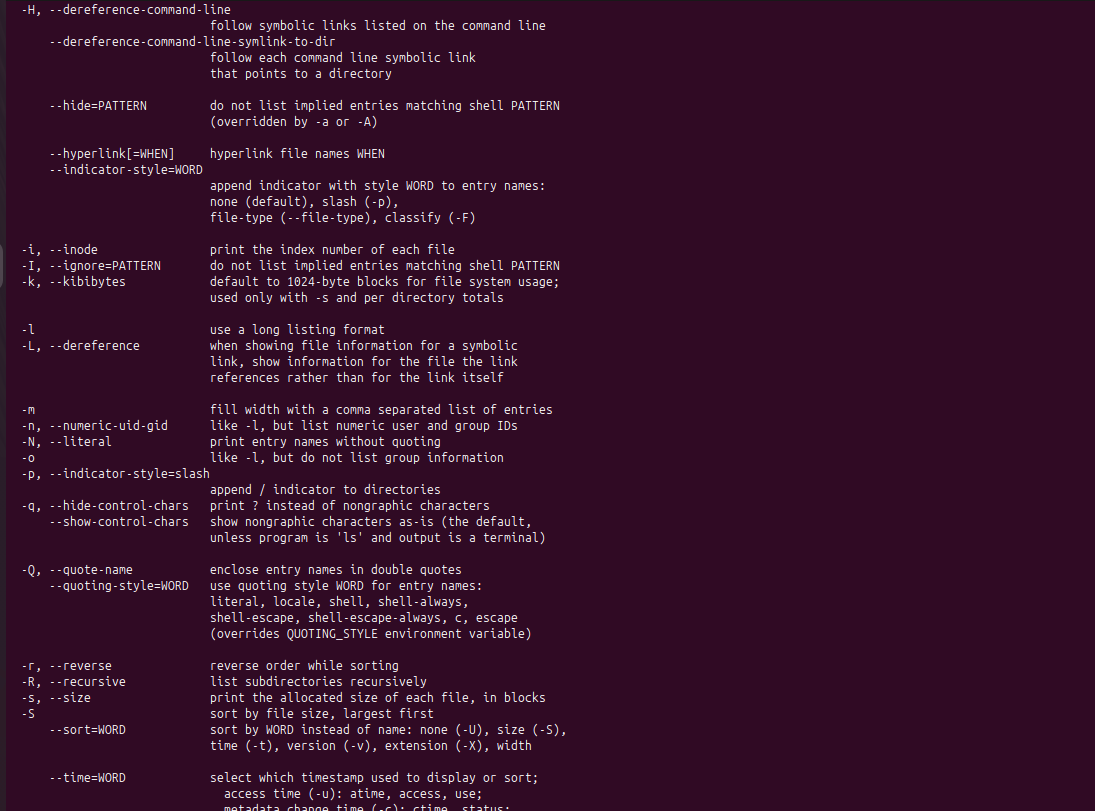 -H, --dereference-command-line
follow symbolic links listed on the command line
--dereference-command-line-symlink-to-dir
follow each command line symbolic link
that points to a directory
--hide=PATTERN do not list implied entries matching shell PATTERN
(overridden by -a or -A)
--hyperlink[=WHEN] hyperlink file names WHEN
--indicator-style=WORD
append indicator with style WORD to entry names:
none (default), slash (-p),
file-type (--file-type), classify (-F)
-i, --inode print the index number of each file
-I, --ignore=PATTERN do not list implied entries matching shell PATTERN
-k, --kibibytes default to 1024-byte blocks for file system usage;
used only with -s and per directory totals
-l use a long listing format
-L, --dereference when showing file information for a symbolic
link, show information for the file the link
references rather than for the link itself
-m fill width with a comma separated list of entries
-n, --numeric-uid-gid like -l, but list numeric user and group IDs
-N, --literal print entry names without quoting
-o like -l, but do not list group information
-p, --indicator-style=slash
append / indicator to directories
-q, --hide-control-chars print ? instead of nongraphic characters
--show-control-chars show nongraphic characters as-is (the default,
unless program is 'ls' and output is a terminal)
-Q, --quote-name enclose entry names in double quotes
--quoting-style=WORD use quoting style WORD for entry names:
literal, locale, shell, shell-always,
shell-escape, shell-escape-always, c, escape
(overrides QUOTING_STYLE environment variable)
-r, --reverse reverse order while sorting
-R, --recursive list subdirectories recursively
-s, --size print the allocated size of each file, in blocks
-S sort by file size, largest first
--sort=WORD sort by WORD instead of name: none (-U), size (-S),
time (-t), version (-v), extension (-X), width
--time=WORD select which timestamp used to display or sort;
access time (-u): atime, access, use;
metadata change time (-c): ctime, status;